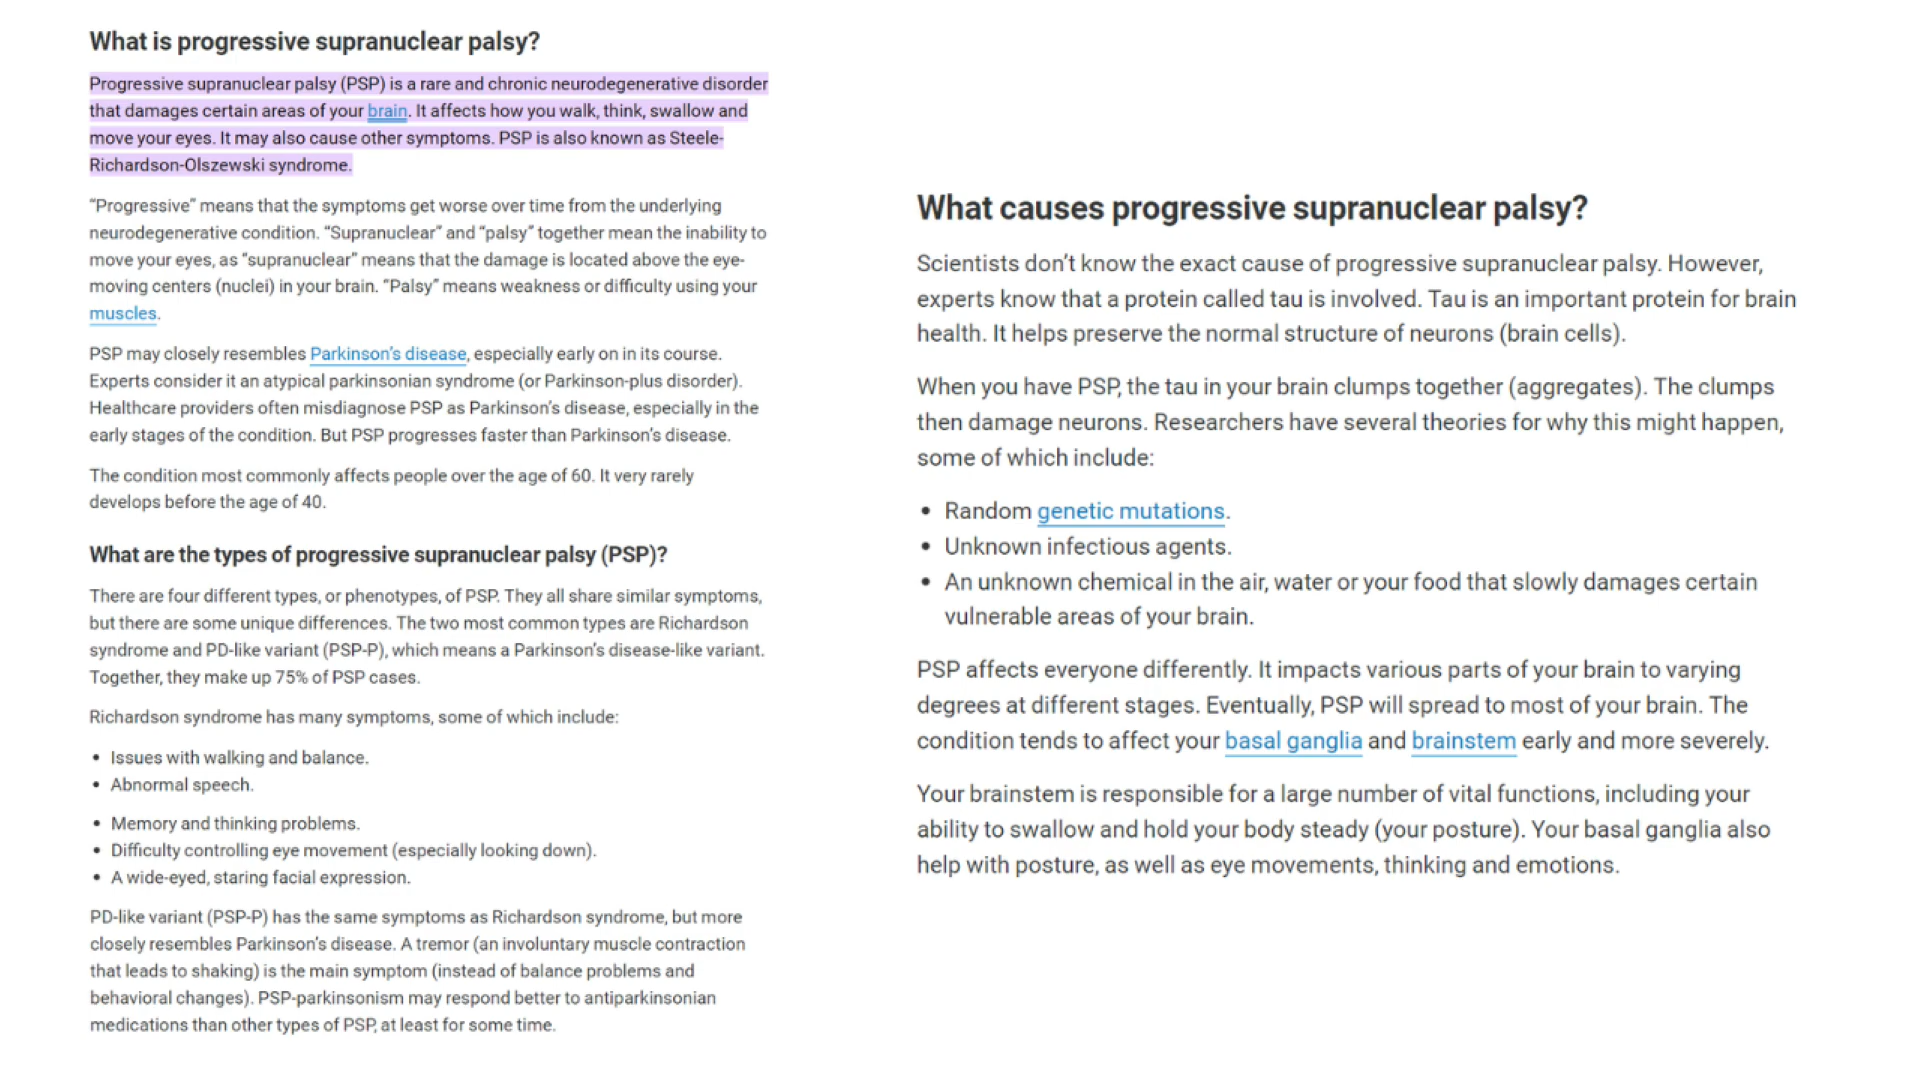 What is progressive supranuclear palsy?
Progressive supranuclear palsy (PSP) is a rare and chronic neurodegenerative disorder
that damages certain areas of your brain. It affects how you walk, think, swallow and
move your eyes. It may also cause other symptoms. PSP is also known as Steele-
Richardson-Olszewski syndrome.
“Progressive” means that the symptoms get worse over time from the underlying
neurodegenerative condition. “Supranuclear” and “palsy” together mean the inability to
move your eyes, as “supranuclear” means that the damage is located above the eye-
moving centers (nuclei) in your brain. “Palsy” means weakness or difficulty using your
muscles.
PSP may closely resembles Parkinson’s disease, especially early on in its course.
Experts consider it an atypical parkinsonian syndrome (or Parkinson-plus disorder).
Healthcare providers often misdiagnose PSP as Parkinson’s disease, especially in the
early stages of the condition. But PSP progresses faster than Parkinson’s disease.
The condition most commonly affects people over the age of 60. It very rarely
develops before the age of 40.
What are the types of progressive supranuclear palsy (PSP)?
There are four different types, or phenotypes, of PSP. They all share similar symptoms,
but there are some unique differences. The two most common types are Richardson
syndrome and PD-like variant (PSP-P), which means a Parkinson’s disease-like variant.
Together, they make up 75% of PSP cases.
Richardson syndrome has many symptoms, some of which include:
• Issues with walking and balance.
• Abnormal speech.
• Memory and thinking problems.
• Difficulty controlling eye movement (especially looking down).
• A wide-eyed, staring facial expression.
PD-like variant (PSP-P) has the same symptoms as Richardson syndrome, but more
closely resembles Parkinson’s disease. A tremor (an involuntary muscle contraction
that leads to shaking) is the main symptom (instead of balance problems and
behavioral changes). PSP-parkinsonism may respond better to antiparkinsonian
medications than other types of PSP, at least for some time.
What causes progressive supranuclear palsy?
Scientists don’t know the exact cause of progressive supranuclear palsy. However,
experts know that a protein called tau is involved. Tau is an important protein for brain
health. It helps preserve the normal structure of neurons (brain cells).
When you have PSP, the tau in your brain clumps together (aggregates). The clumps
then damage neurons. Researchers have several theories for why this might happen,
some of which include:
• Random genetic mutations.
• Unknown infectious agents.
• An unknown chemical in the air, water or your food that slowly damages certain
vulnerable areas of your brain.
PSP affects everyone differently. It impacts various parts of your brain to varying
degrees at different stages. Eventually, PSP will spread to most of your brain. The
condition tends to affect your basal ganglia and brainstem early and more severely.
Your brainstem is responsible for a large number of vital functions, including your
ability to swallow and hold your body steady (your posture). Your basal ganglia also
help with posture, as well as eye movements, thinking and emotions.